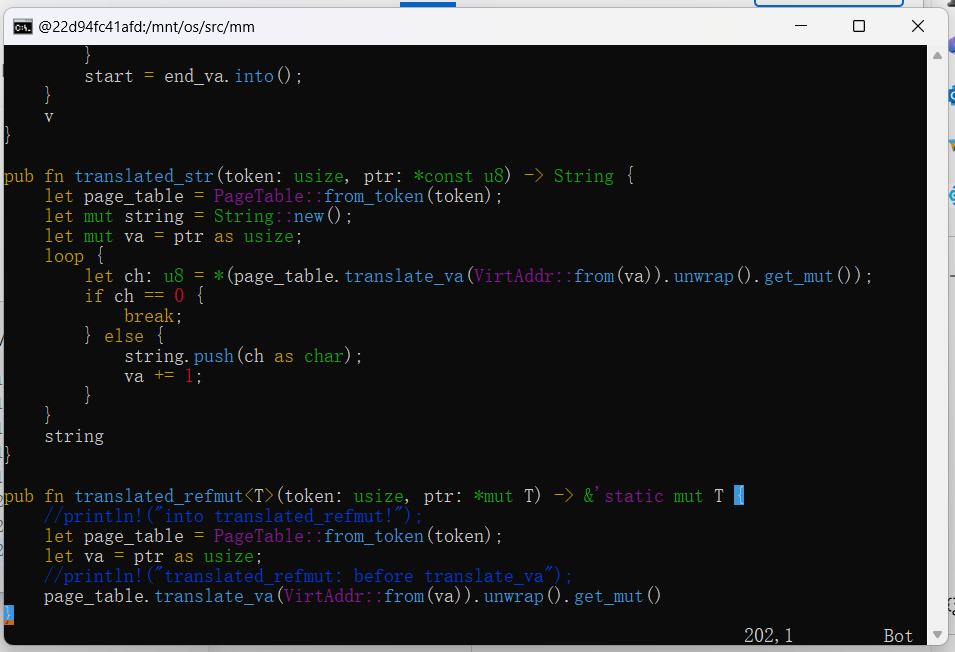 @22d94fc41afd:/mnt/os/src/mm
        }
        start = end_va.into();
    }
    v
}
pub fn translated_str(token: usize, ptr: *const u8) -> String {
    let page_table = PageTable::from_token(token);
    let mut string = String::new();
    let mut va = ptr as usize;
    loop {
        let ch: u8 = *(page_table.translate_va(VirtAddr::from(va)).unwrap().get_mut());
        if ch == 0 {
            break;
        } else {
            string.push(ch as char);
            va += 1;
        }
    }
    string
}
pub fn translated_refmut<T>(token: usize, ptr: *mut T) -> &'static mut T {
    //println!("into translated_refmut!");
    let page_table = PageTable::from_token(token);
    let va = ptr as usize;
    //println!("translated_refmut: before translate_va");
    page_table.translate_va(VirtAddr::from(va)).unwrap().get_mut()
}
202,1 Bot